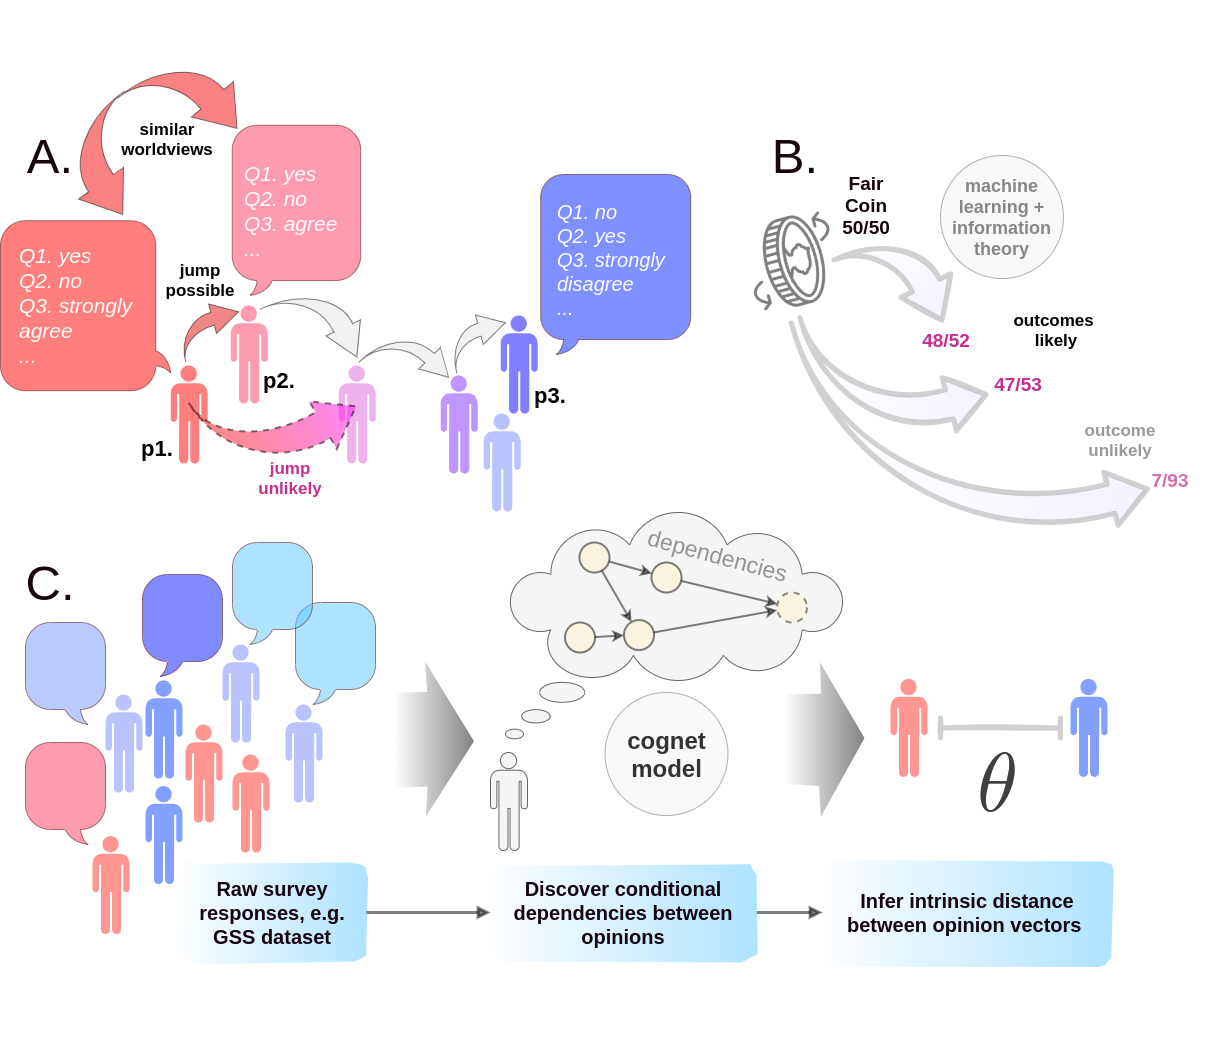 A.
similar
worldviews
Q1. yes
Q2. no
Q3. agree
...
Q1. yes
Q2. no
Q3. strongly
agree
...
jump
possible
p1.
p2.
jump
unlikely
Q1. no
Q2. yes
Q3. strongly
disagree
...
p3.
B.
Fair
Coin
50/50
machine
learning +
information
theory
48/52
outcomes
likely
47/53
outcome
unlikely
7/93
C.
dependencies
cognet
model
θ
Raw survey
responses, e.g.
GSS dataset
Discover conditional
dependencies between
opinions
Infer intrinsic distance
between opinion vectors